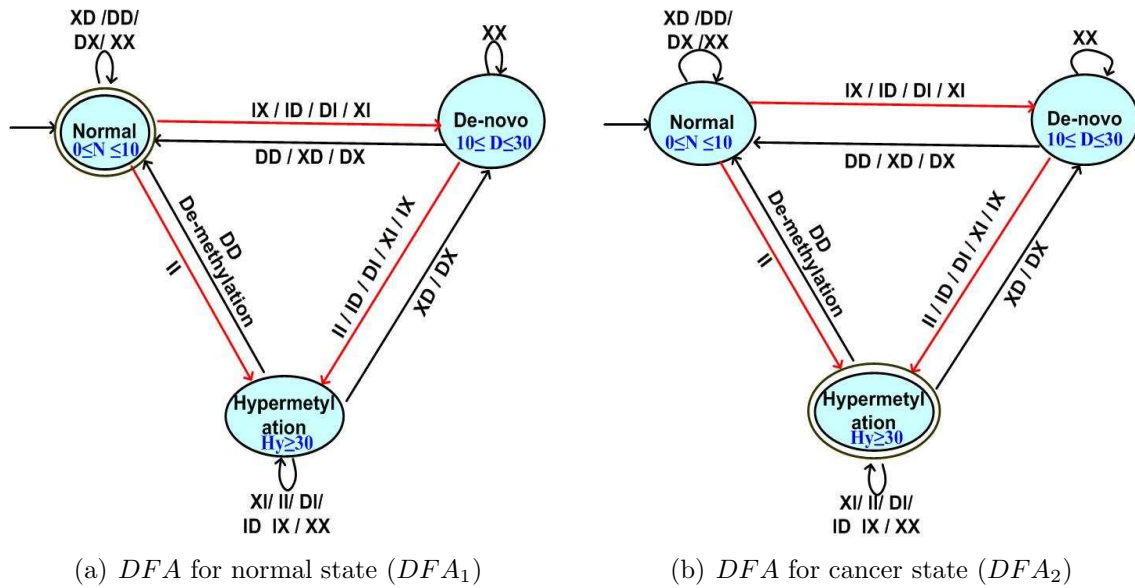 XD /DD/
DX/ XX
XX
IX / ID / DI / XI
Normal
0≤N ≤10
De-novo
10≤ D≤30
DD / XD / DX
DD
De-methylation
II
II / ID / DI / XI / IX
XD / DX
Hypermetyl
ation
Hy≥30
XI/ II/ DI/
ID IX / XX
(a) DFA for normal state (DFA₁)
XD /DD/
DX /XX
XX
IX / ID / DI / XI
Normal
0≤N ≤10
De-novo
10≤ D≤30
DD / XD / DX
DD
De-methylation
II
II / ID / DI / XI / IX
XD / DX
Hypermetyl
ation
Hy≥30
XI/ II/ DI/
ID IX / XX
(b) DFA for cancer state (DFA₂)